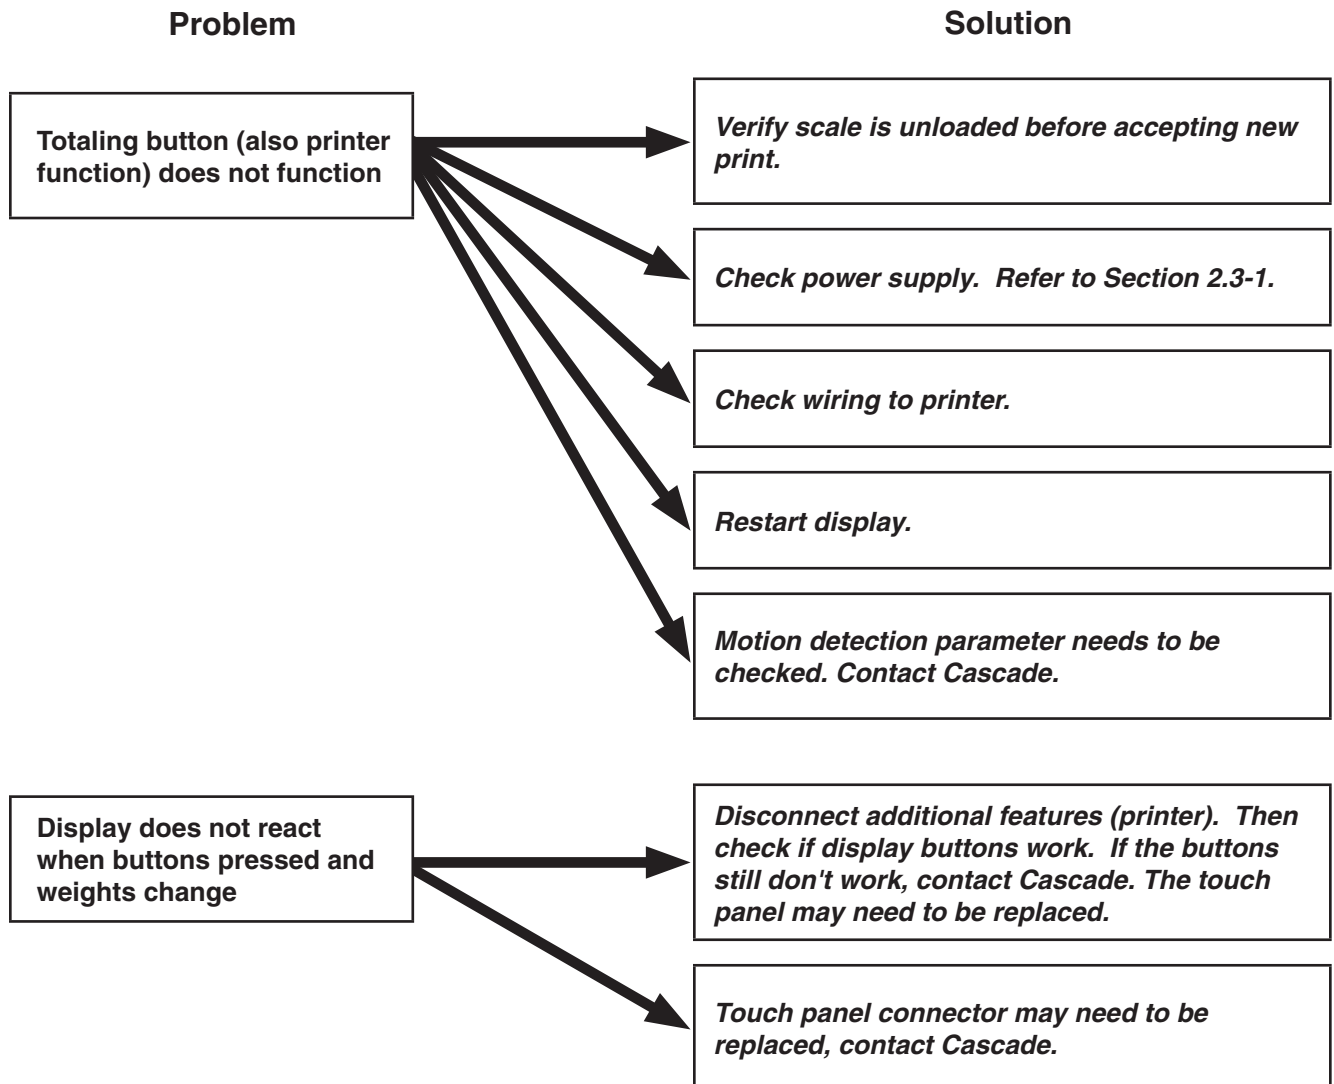 Problem
Solution
Totaling button (also printer
function) does not function
Verify scale is unloaded before accepting new
print.
Check power supply.  Refer to Section 2.3-1.
Check wiring to printer.
Restart display.
Motion detection parameter needs to be
checked. Contact Cascade.
Display does not react
when buttons pressed and
weights change
Disconnect additional features (printer).  Then
check if display buttons work.  If the buttons
still don't work, contact Cascade. The touch
panel may need to be replaced.
Touch panel connector may need to be
replaced, contact Cascade.